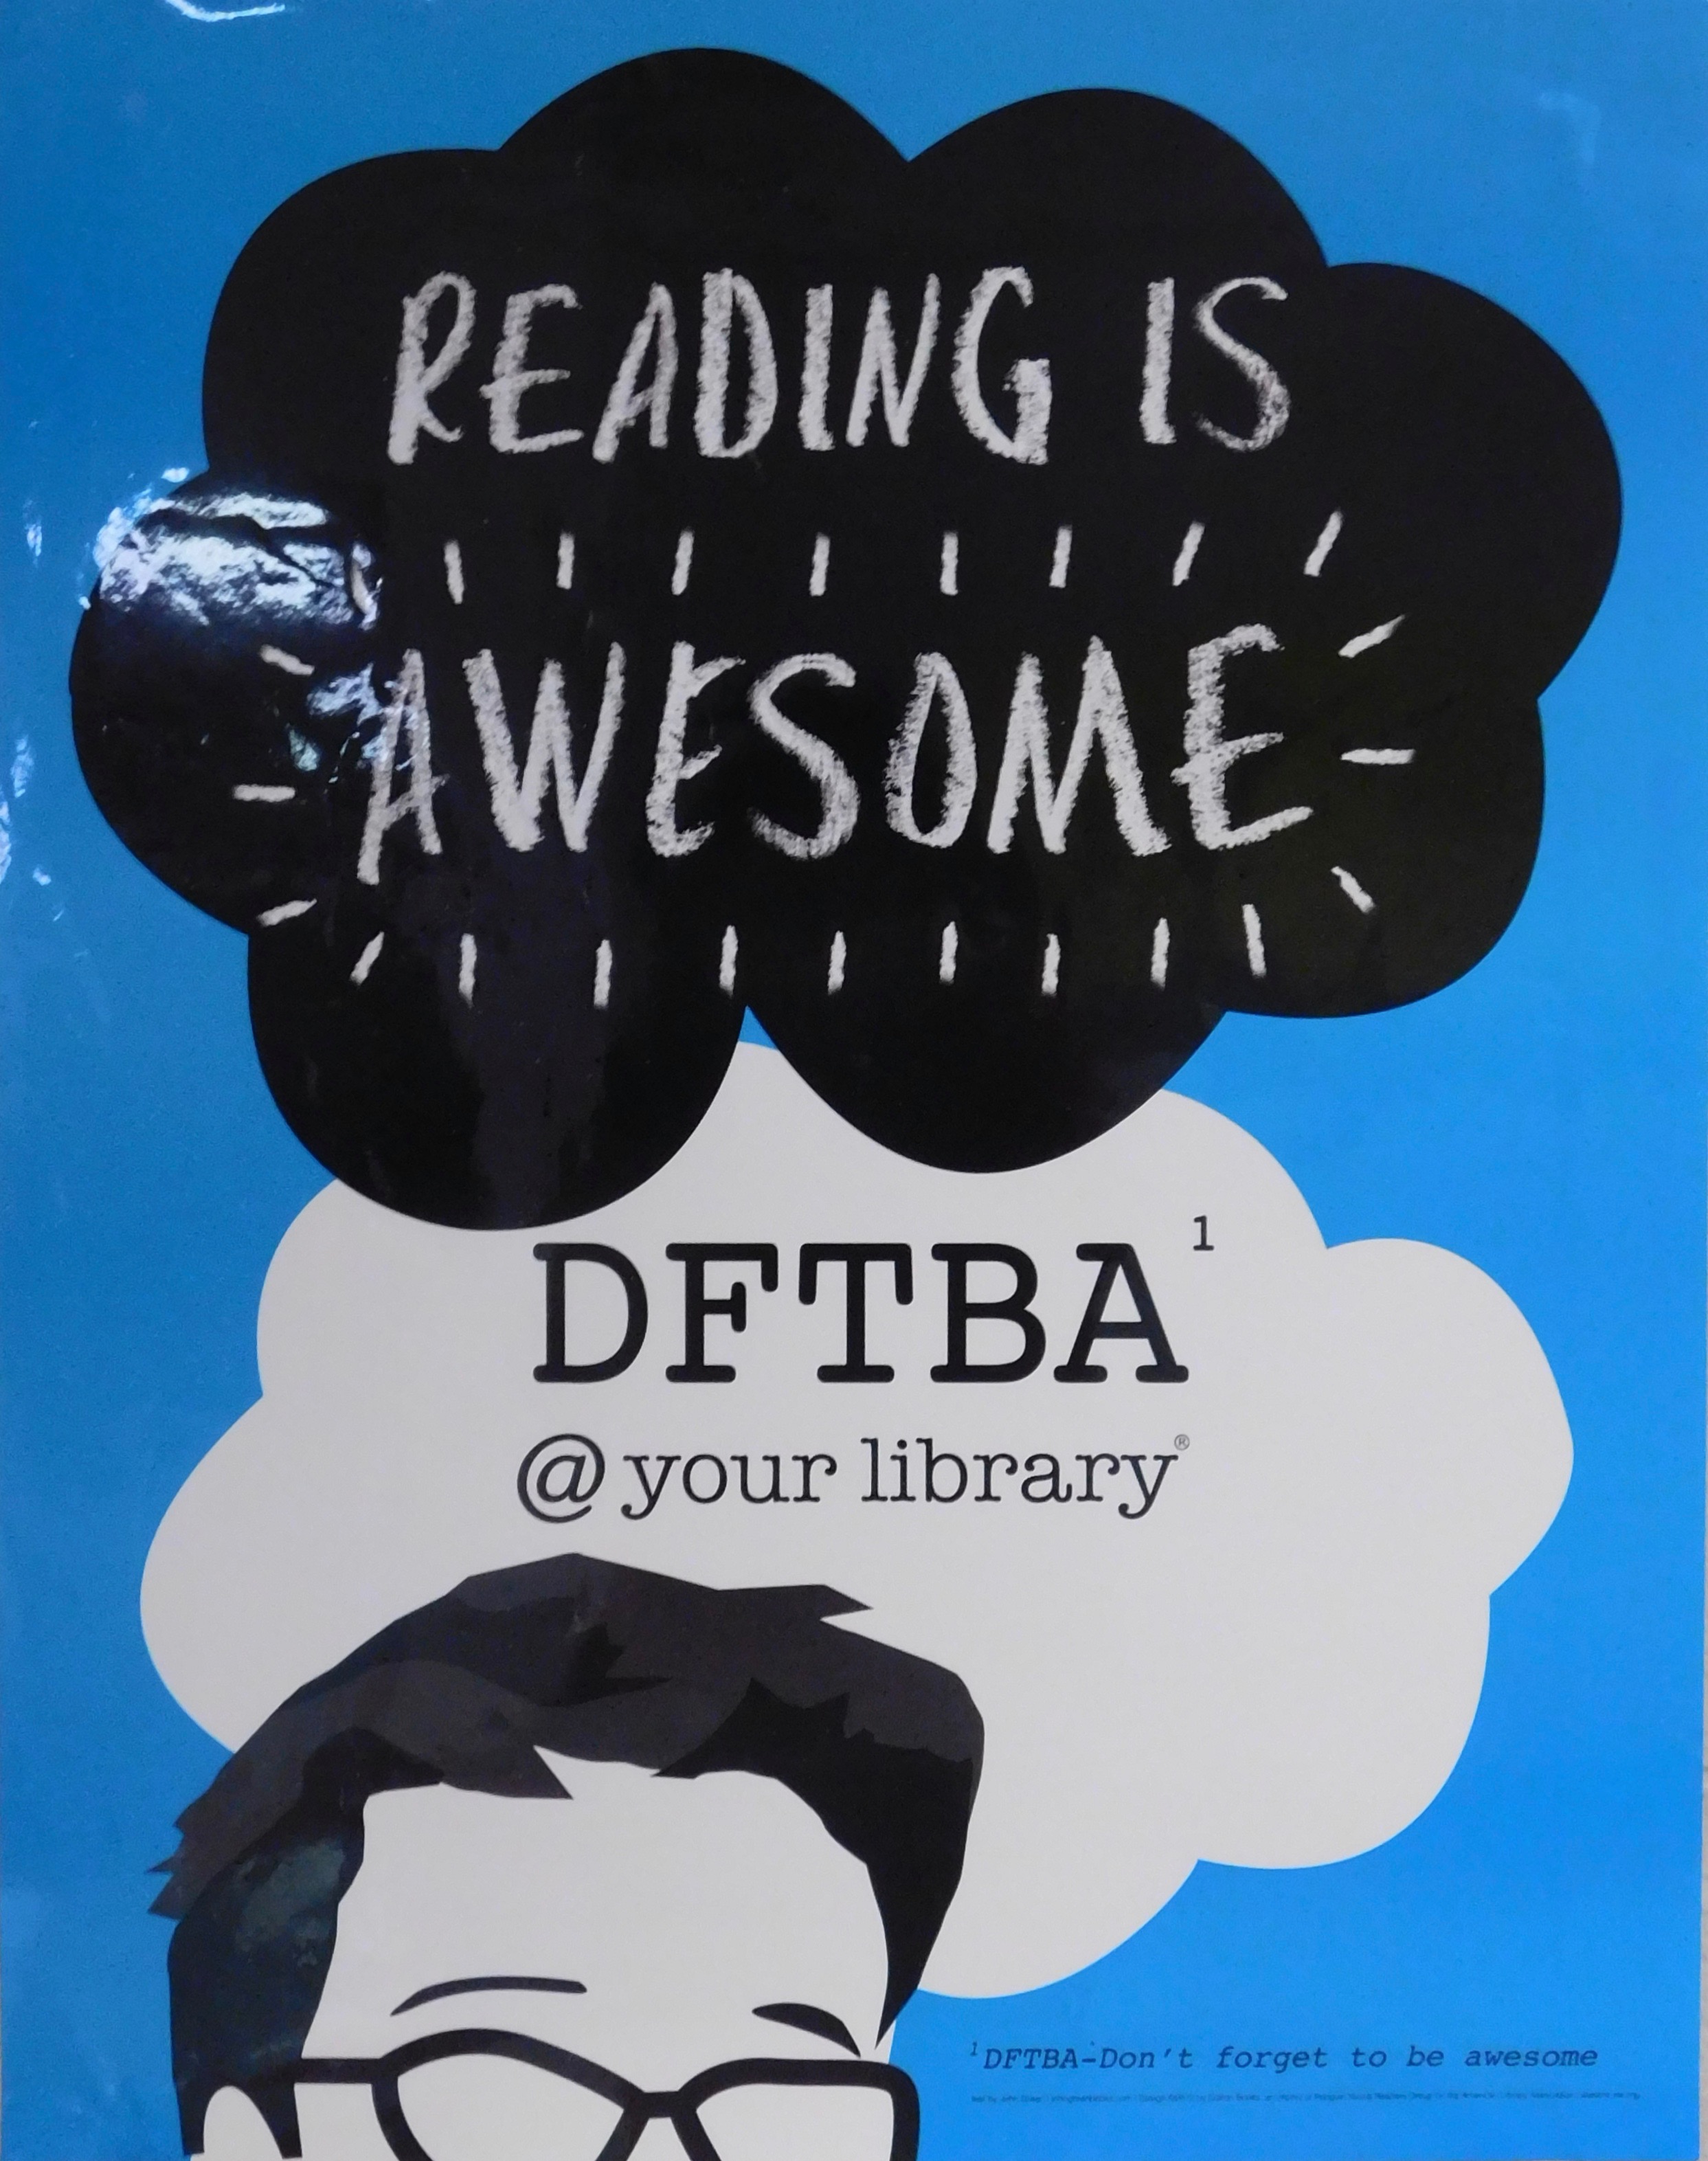 READING IS
AWESOME
DFTBA¹
@ your library®
¹DFTBA-Don't forget to be awesome